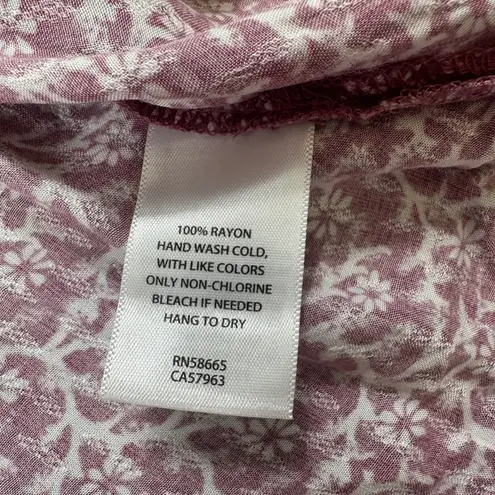 100% RAYON
HAND WASH COLD,
WITH LIKE COLORS
ONLY NON-CHLORINE
BLEACH IF NEEDED
HANG TO DRY
RN58665
CA57963